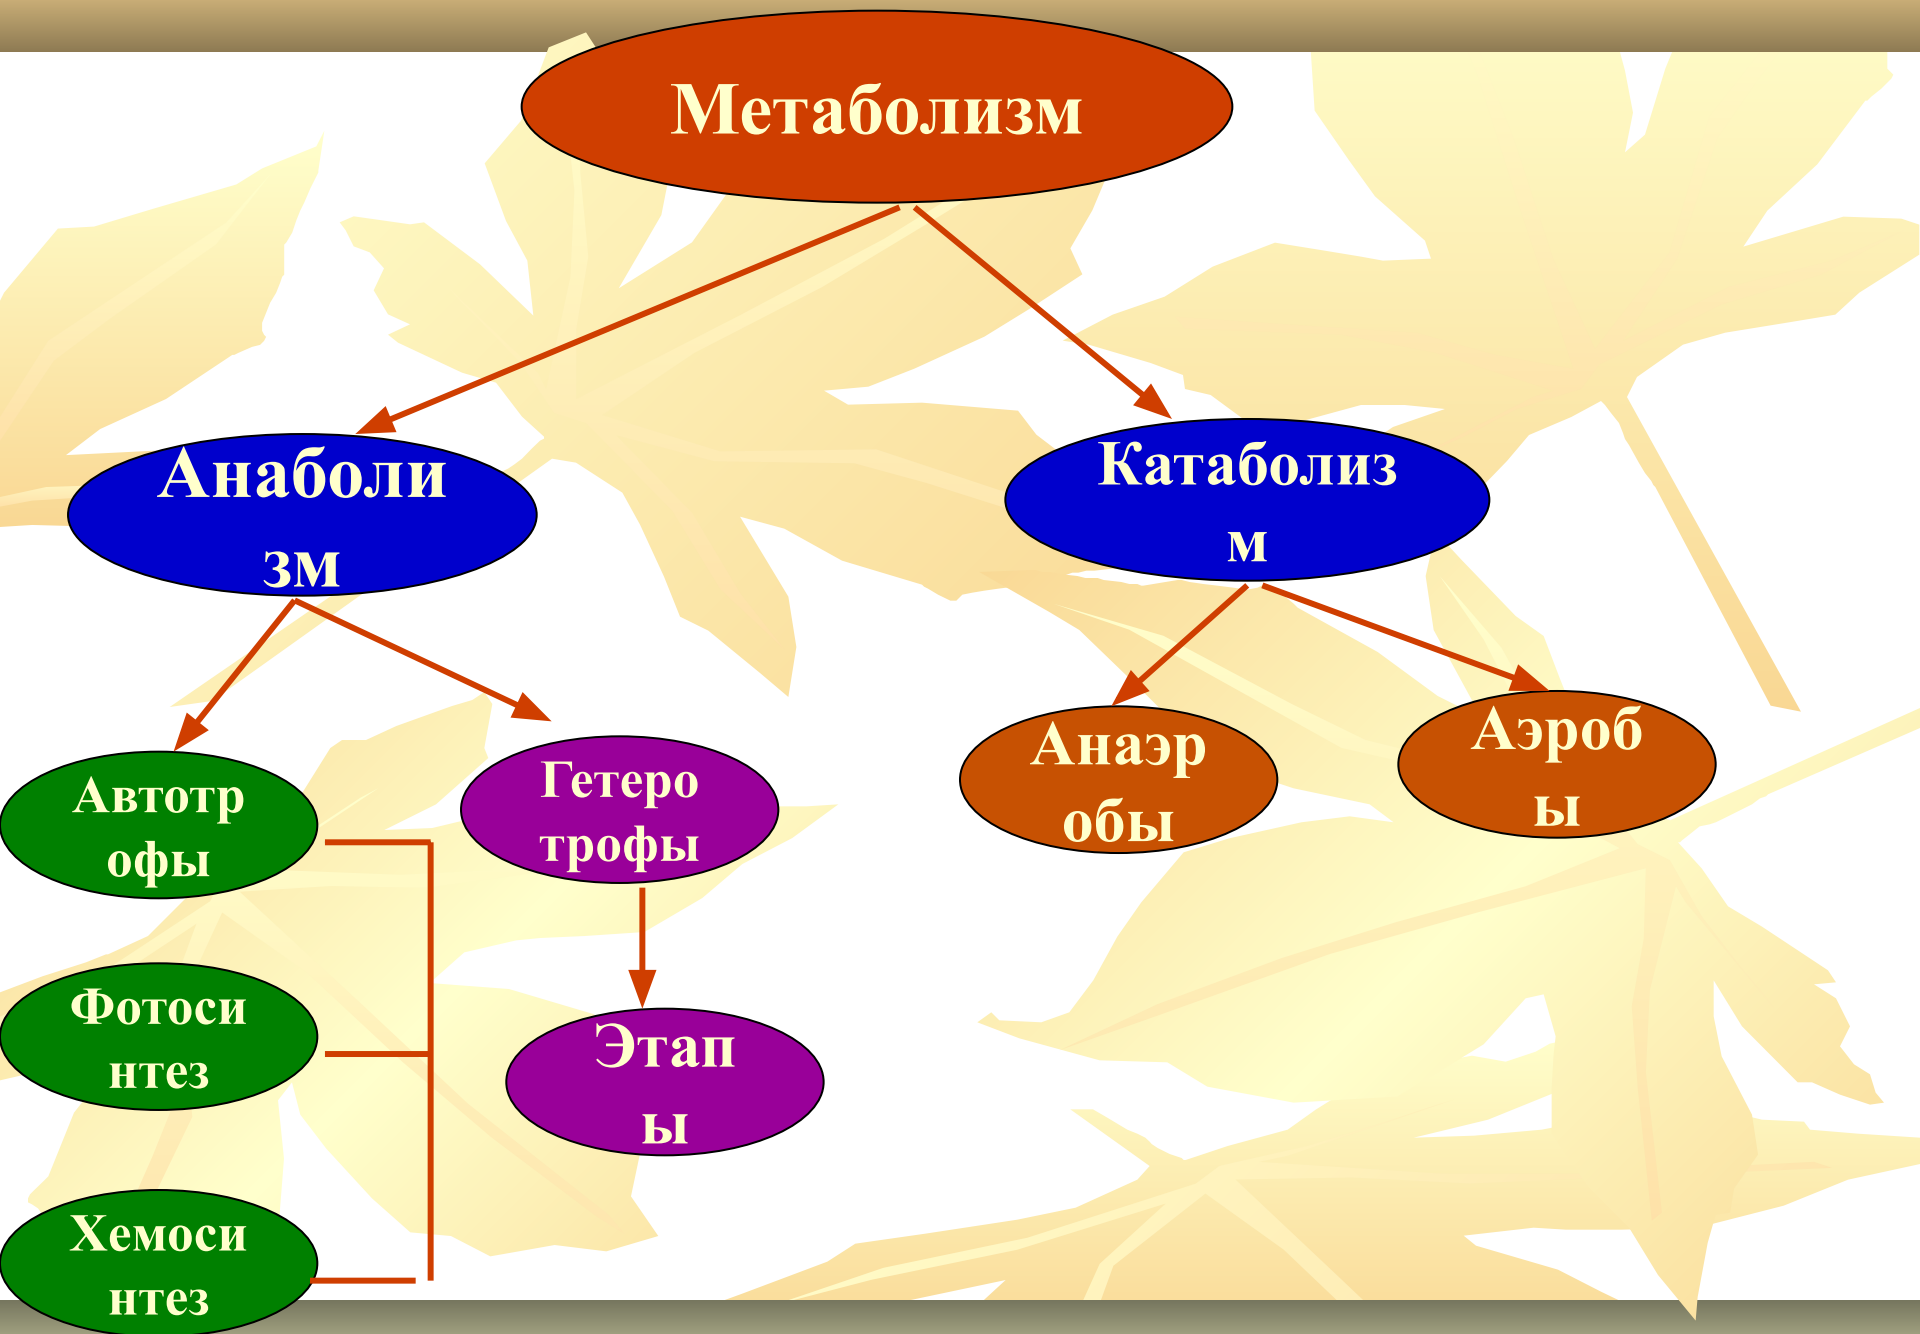 Метаболизм
Анаболи
зм
Катаболиз
м
Автотр
офы
Гетеро
трофы
Анаэр
обы
Аэроб
ы
Фотоси
нтез
Этап
ы
Хемоси
нтез